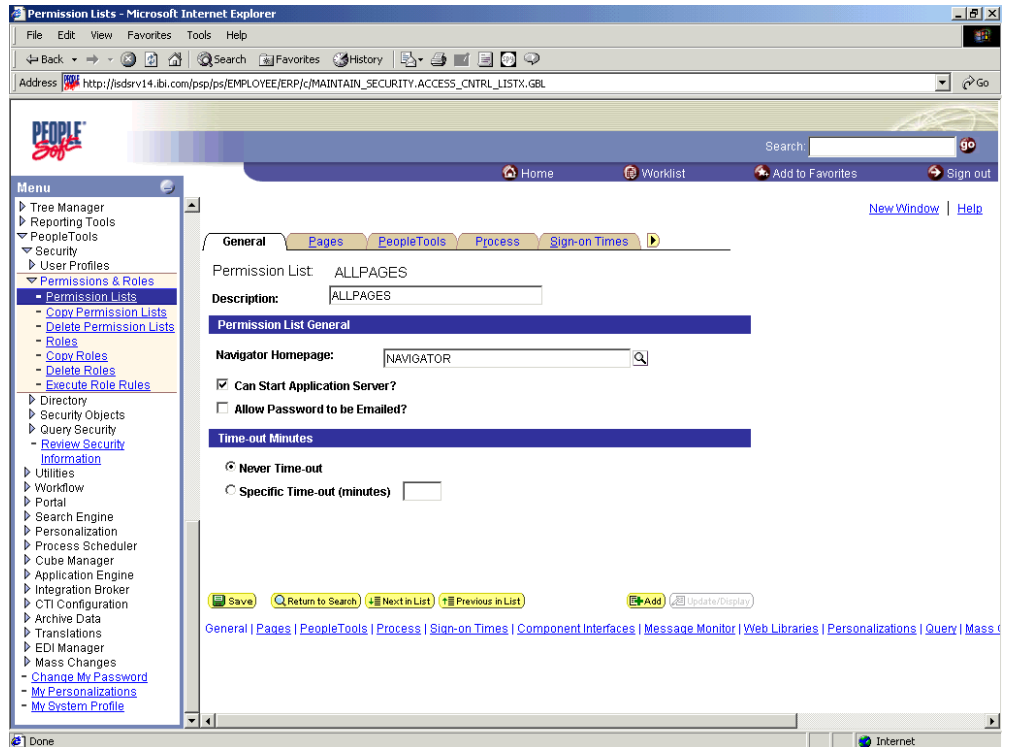 Permission Lists - Microsoft Internet Explorer
File Edit View Favorites Tools Help
Back Search Favorites History
Address http://isdsrv14.ibi.com/psp/ps/EMPLOYEE/ERP/c/MAINTAIN_SECURITY.ACCESS_CNTRL_LISTX.GBL Go
PEOPLE Soft
Search: go
Home Worklist Add to Favorites Sign out
Menu
Tree Manager
Reporting Tools
PeopleTools
Security
User Profiles
Permissions & Roles
- Permission Lists
- Copy Permission Lists
- Delete Permission Lists
- Roles
- Copy Roles
- Delete Roles
- Execute Role Rules
Directory
Security Objects
Query Security
- Review Security
Information
Utilities
Workflow
Portal
Search Engine
Personalization
Process Scheduler
Cube Manager
Application Engine
Integration Broker
CTI Configuration
Archive Data
Translations
EDI Manager
Mass Changes
- Change My Password
- My Personalizations
- My System Profile
New Window | Help
General Pages PeopleTools Process Sign-on Times
Permission List: ALLPAGES
Description: ALLPAGES
Permission List General
Navigator Homepage: NAVIGATOR
Can Start Application Server?
Allow Password to be Emailed?
Time-out Minutes
Never Time-out
Specific Time-out (minutes)
Save Return to Search Next in List Previous in List Add Update/Display
General | Pages | PeopleTools | Process | Sign-on Times | Component Interfaces | Message Monitor | Web Libraries | Personalizations | Query | Mass
Done Internet